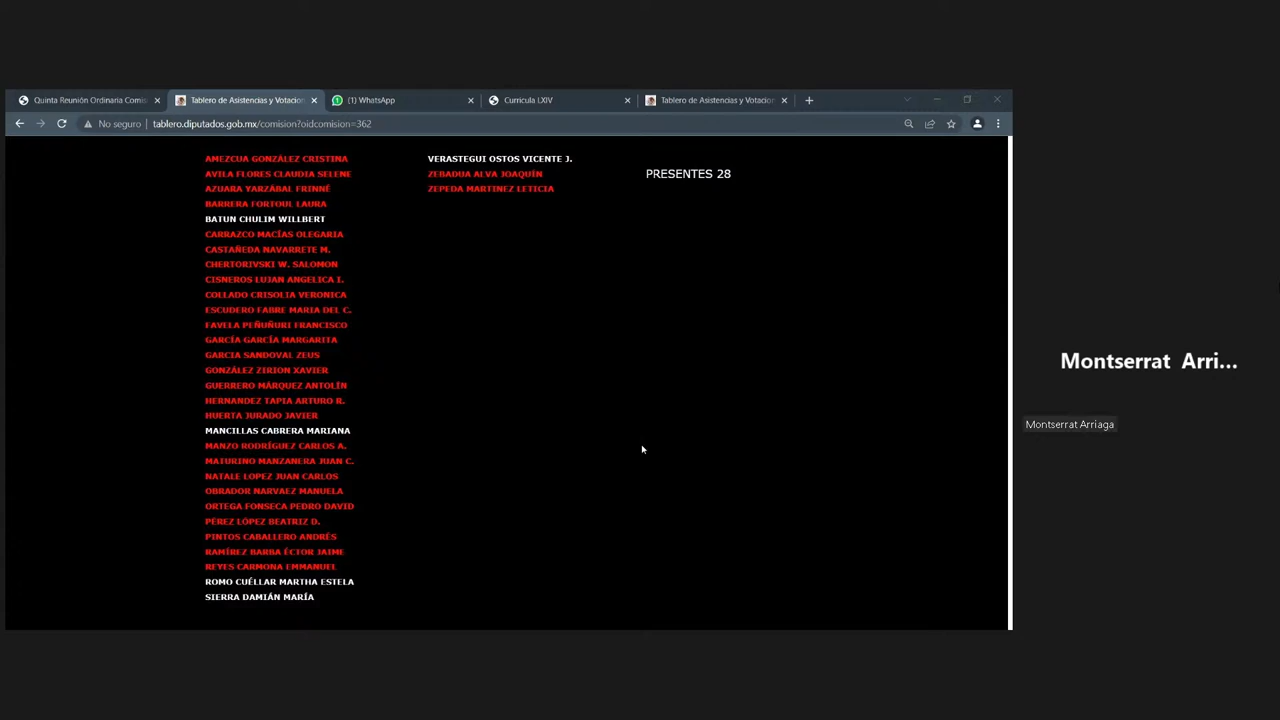 Quinta Reunión Ordinaria Comi
Tablero de Asistencias y Votacion
(1) WhatsApp
Curricula LXIV
Tablero de Asistencias y Votacion
No seguro
tablero.diputados.gob.mx/comision?oidcomision=362
AMEZCUA GONZÁLEZ CRISTINA
AVILA FLORES CLAUDIA SELENE
AZUARA YARZÁBAL FRINNÉ
BARRERA FORTOUL LAURA
BATUN CHULIM WILLBERT
CARRAZCO MACÍAS OLEGARIA
CASTAÑEDA NAVARRETE M.
CHERTORIVSKI W. SALOMON
CISNEROS LUJAN ANGELICA I.
COLLADO CRISOLIA VERONICA
ESCUDERO FABRE MARIA DEL C.
FAVELA PEÑUÑURI FRANCISCO
GARCÍA GARCÍA MARGARITA
GARCIA SANDOVAL ZEUS
GONZÁLEZ ZIRION XAVIER
GUERRERO MÁRQUEZ ANTOLÍN
HERNANDEZ TAPIA ARTURO R.
HUERTA JURADO JAVIER
MANCILLAS CABRERA MARIANA
MANZO RODRÍGUEZ CARLOS A.
MATURINO MANZANERA JUAN C.
NATALE LOPEZ JUAN CARLOS
OBRADOR NARVAEZ MANUELA
ORTEGA FONSECA PEDRO DAVID
PÉREZ LÓPEZ BEATRIZ D.
PINTOS CABALLERO ANDRÉS
RAMÍREZ BARBA ÉCTOR JAIME
REYES CARMONA EMMANUEL
ROMO CUÉLLAR MARTHA ESTELA
SIERRA DAMIÁN MARÍA
VERASTEGUI OSTOS VICENTE J.
ZEBADUA ALVA JOAQUÍN
ZEPEDA MARTINEZ LETICIA
PRESENTES 28
Montserrat Arri...
Montserrat Arriaga